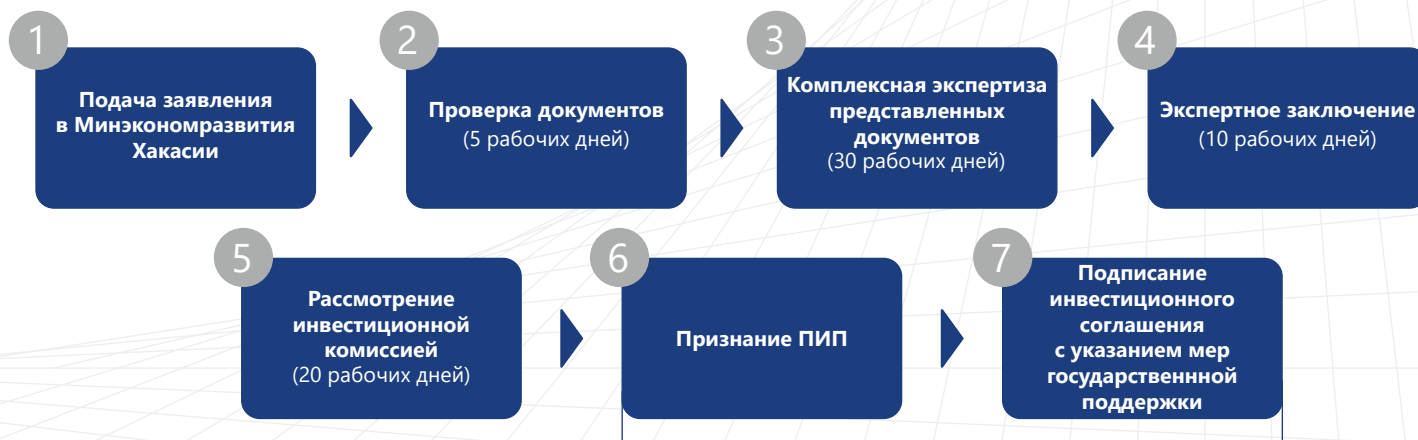 1
Подача заявления
в Минэкономразвития
Хакасии
2
Проверка документов
(5 рабочих дней)
3
Комплексная экспертиза
представленных
документов
(30 рабочих дней)
4
Экспертное заключение
(10 рабочих дней)
5
Рассмотрение
инвестиционной
комиссией
(20 рабочих дней)
6
Признание ПИП
7
Подписание
инвестиционного
соглашения
с указанием мер
государственнной
поддержки